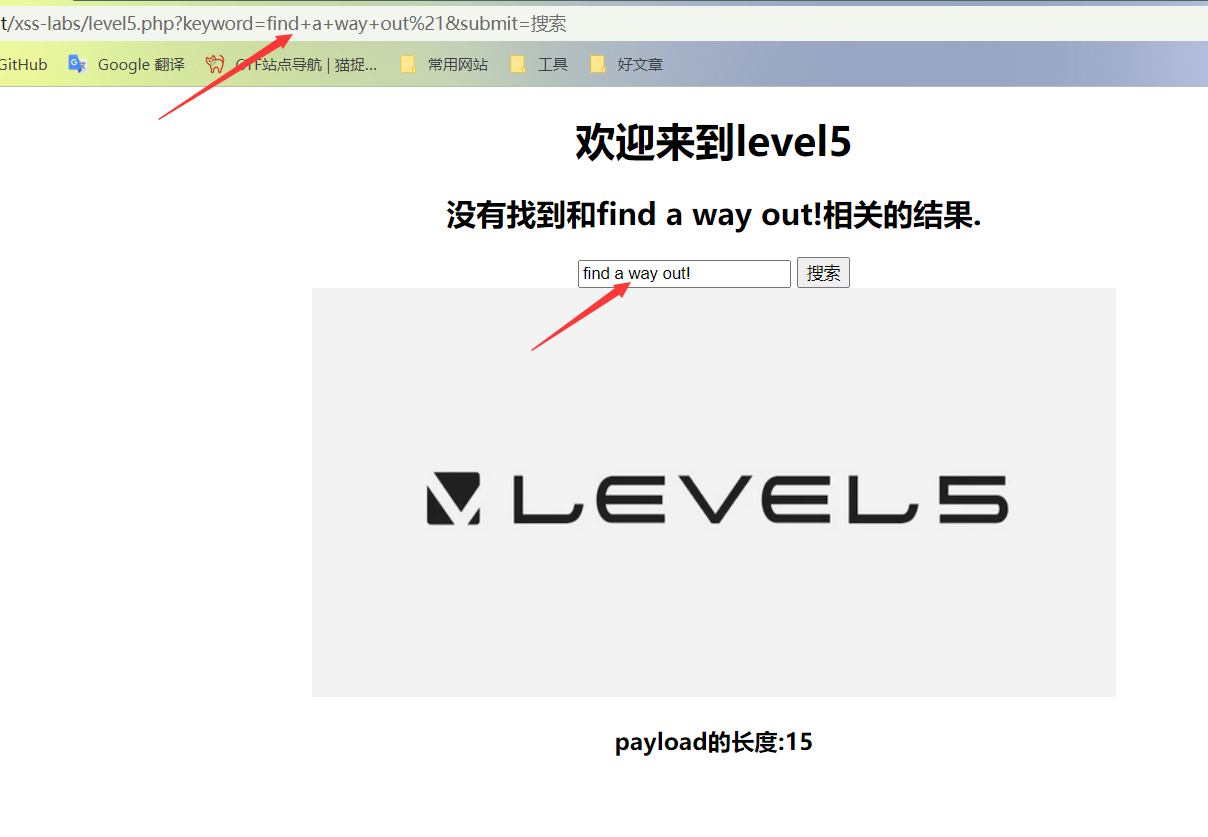 t/xss-labs/level5.php?keyword=find+a+way+out%21&submit=搜索
GitHub Google 翻译 CTF站点导航 | 猫捉... 常用网站 工具 好文章
欢迎来到level5
没有找到和find a way out!相关的结果.
find a way out! 搜索
LEVEL5
payload的长度:15